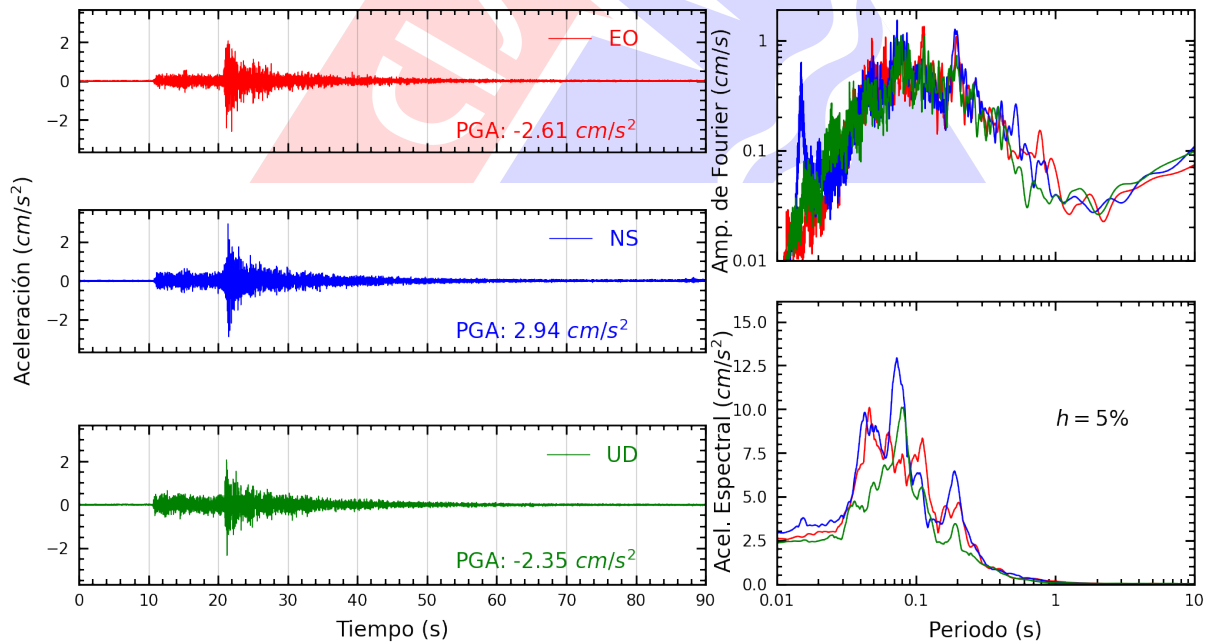 Aceleración (cm/s²)
2
0
−2
EO
PGA: -2.61 cm/s²
2
0
−2
NS
PGA: 2.94 cm/s²
2
0
−2
UD
PGA: -2.35 cm/s²
0 10 20 30 40 50 60 70 80 90
Tiempo (s)
Amp. de Fourier (cm/s)
1
0.1
0.01
Acel. Espectral (cm/s²)
15.0
12.5
10.0
7.5
5.0
2.5
0.0
h = 5%
0.01 0.1 1 10
Periodo (s)